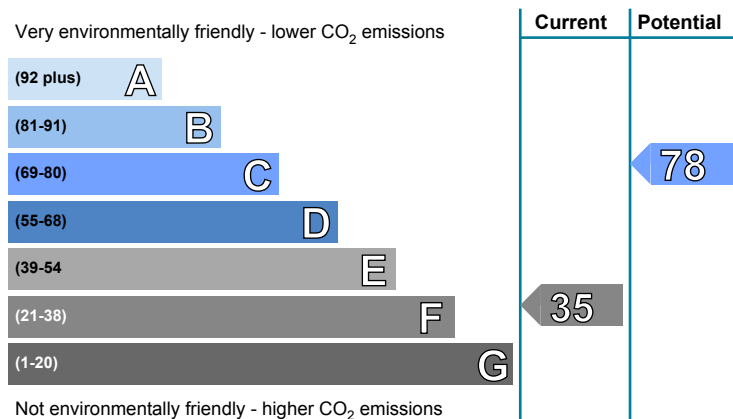 Current Potential
Very environmentally friendly - lower CO2 emissions
(92 plus) A
(81-91) B
(69-80) C
78
(55-68) D
(39-54 E
(21-38) F
35
(1-20) G
Not environmentally friendly - higher CO2 emissions